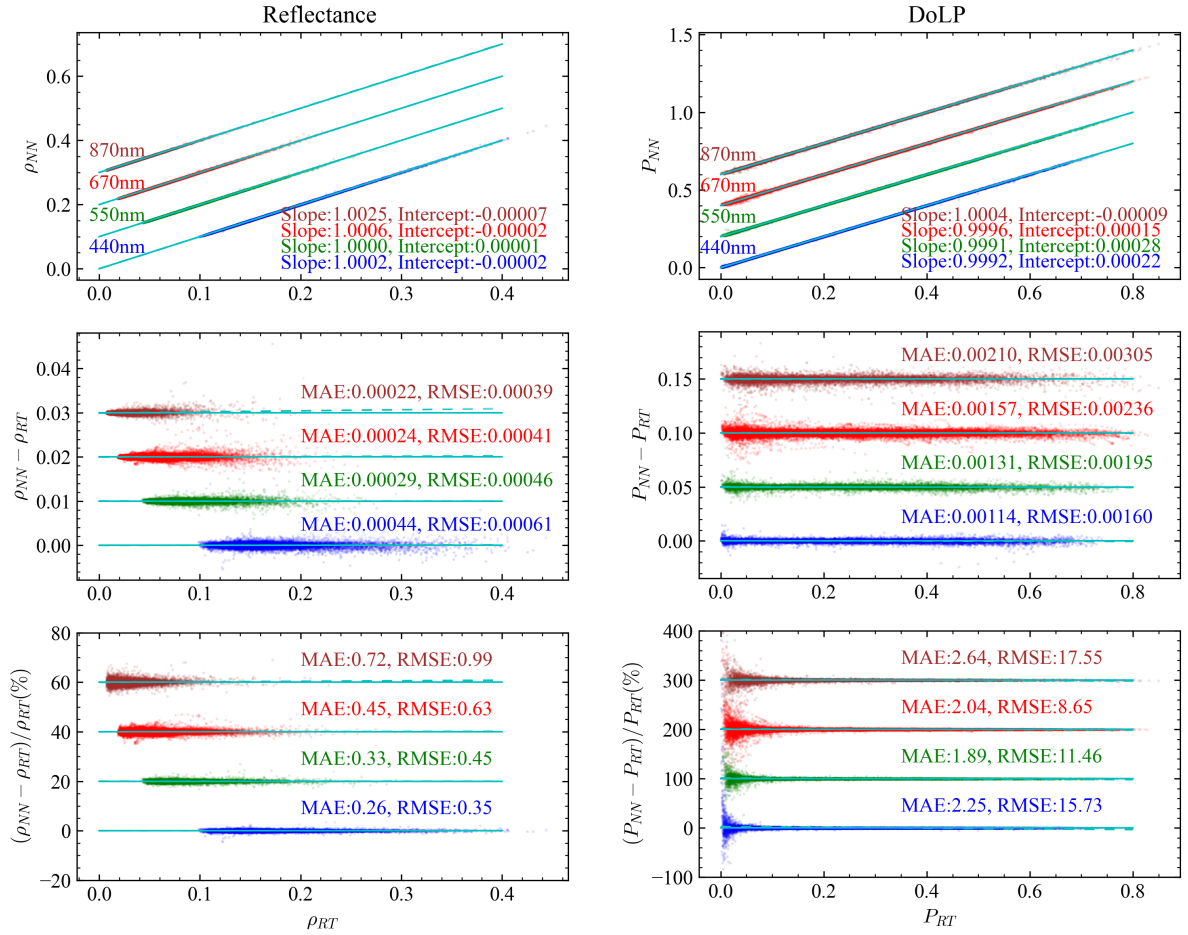 Reflectance
ρNN
0.6
0.4
0.2
0.0
870nm
670nm
550nm
440nm
Slope:1.0025, Intercept:-0.00007
Slope:1.0006, Intercept:-0.00002
Slope:1.0000, Intercept:0.00001
Slope:1.0002, Intercept:-0.00002
0.0 0.1 0.2 0.3 0.4
DoLP
PNN
1.5
1.0
0.5
0.0
870nm
670nm
550nm
440nm
Slope:1.0004, Intercept:-0.00009
Slope:0.9996, Intercept:0.00015
Slope:0.9991, Intercept:0.00028
Slope:0.9992, Intercept:0.00022
0.0 0.2 0.4 0.6 0.8
ρNN − ρRT
0.04
0.03
0.02
0.01
0.00
MAE:0.00022, RMSE:0.00039
MAE:0.00024, RMSE:0.00041
MAE:0.00029, RMSE:0.00046
MAE:0.00044, RMSE:0.00061
0.0 0.1 0.2 0.3 0.4
PNN − PRT
0.15
0.10
0.05
0.00
MAE:0.00210, RMSE:0.00305
MAE:0.00157, RMSE:0.00236
MAE:0.00131, RMSE:0.00195
MAE:0.00114, RMSE:0.00160
0.0 0.2 0.4 0.6 0.8
(ρNN − ρRT)/ρRT(%)
80
60
40
20
0
−20
MAE:0.72, RMSE:0.99
MAE:0.45, RMSE:0.63
MAE:0.33, RMSE:0.45
MAE:0.26, RMSE:0.35
0.0 0.1 0.2 0.3 0.4
ρRT
(PNN − PRT)/PRT(%)
400
300
200
100
0
−100
MAE:2.64, RMSE:17.55
MAE:2.04, RMSE:8.65
MAE:1.89, RMSE:11.46
MAE:2.25, RMSE:15.73
0.0 0.2 0.4 0.6 0.8
PRT